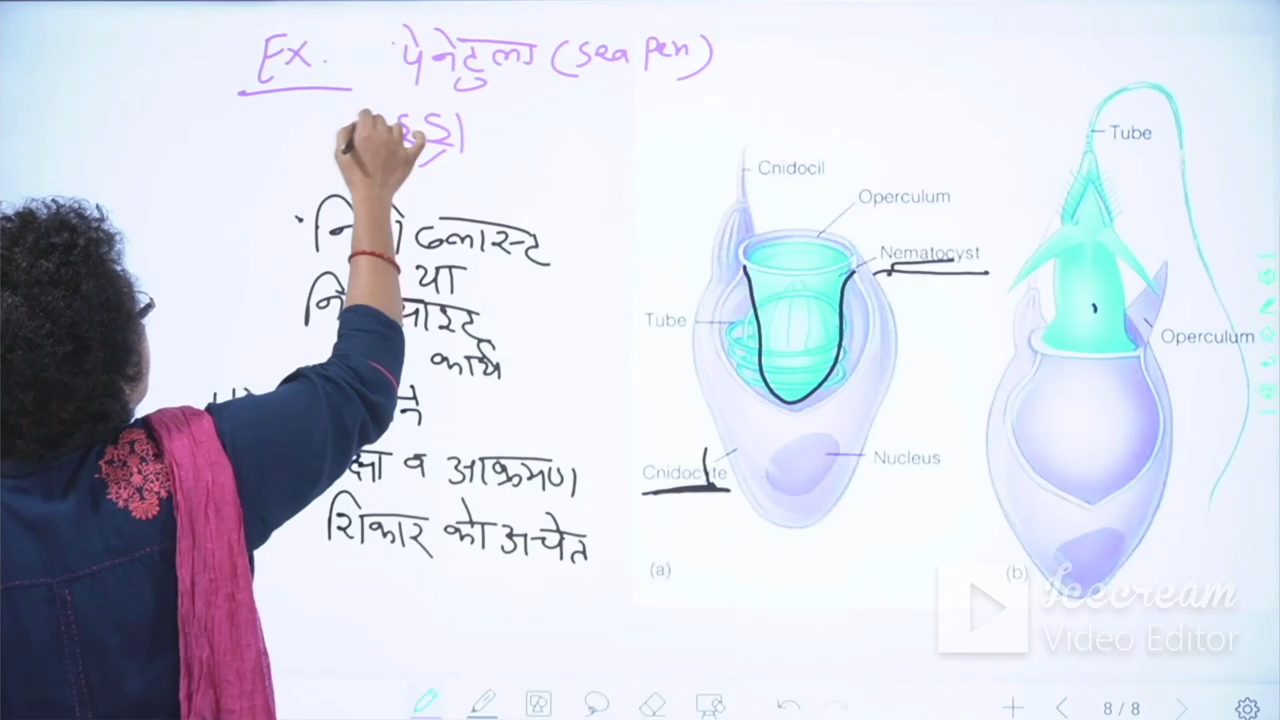 Ex. पेनेटुला (sea pen)
ब्लास्ट
या
कार्य
व आक्रमण
शिकार को अचेत
Cnidocil
Operculum
Nematocyst
Tube
Cnidocyte
Nucleus
(a)
Tube
Operculum
(b)
Icecream
Video Editor
8/8